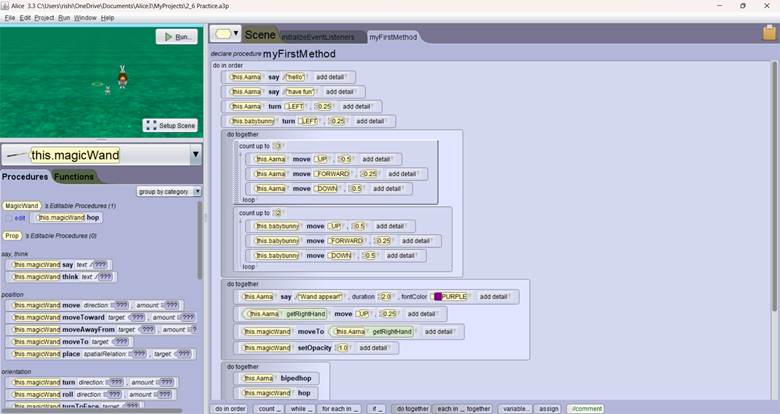 Alice 3.3 C:\Users\rishi\OneDrive\Documents\Alice3\MyProjects\2_6 Practice.a3p
File Edit Project Run Window Help
Run...
Setup Scene
this.magicWand
Procedures Functions
group by category
MagicWand 's Editable Procedures (1)
edit this.magicWand hop
Prop 's Editable Procedures (0)
say, think
this.magicWand say text: ???
this.magicWand think text: ???
position
this.magicWand move direction: ??? , amount: ???
this.magicWand moveToward target: ??? , amount:
this.magicWand moveAwayFrom target: ??? , amount:
this.magicWand moveTo target: ???
this.magicWand place spatialRelation: ??? , target: ???
orientation
this.magicWand turn direction: ??? , amount: ???
this.magicWand roll direction: ??? , amount: ???
this.magicWand turnToFace target: ???
Scene initializeEventListeners myFirstMethod
declare procedure myFirstMethod
do in order
this.Aarna say "hello" add detail
this.Aarna say "have fun" add detail
this.Aarna turn LEFT , 0.25 add detail
this.babybunny turn LEFT , 0.25 add detail
do together
count up to 3
this.Aarna move UP , 0.5 add detail
this.Aarna move FORWARD , 0.25 add detail
this.Aarna move DOWN , 0.5 add detail
loop
count up to 2
this.babybunny move UP , 0.5 add detail
this.babybunny move FORWARD , 0.25 add detail
this.babybunny move DOWN , 0.5 add detail
loop
do together
this.Aarna say "Wand appear!" , duration 2.0 , fontColor PURPLE add detail
this.Aarna getRightHand move UP , 0.25 add detail
this.magicWand moveTo this.Aarna getRightHand add detail
this.magicWand setOpacity 1.0 add detail
do together
this.Aarna bipedhop
this.magicWand hop
do in order count _ while _ for each in _ if _ do together each in _ together variable... assign //comment